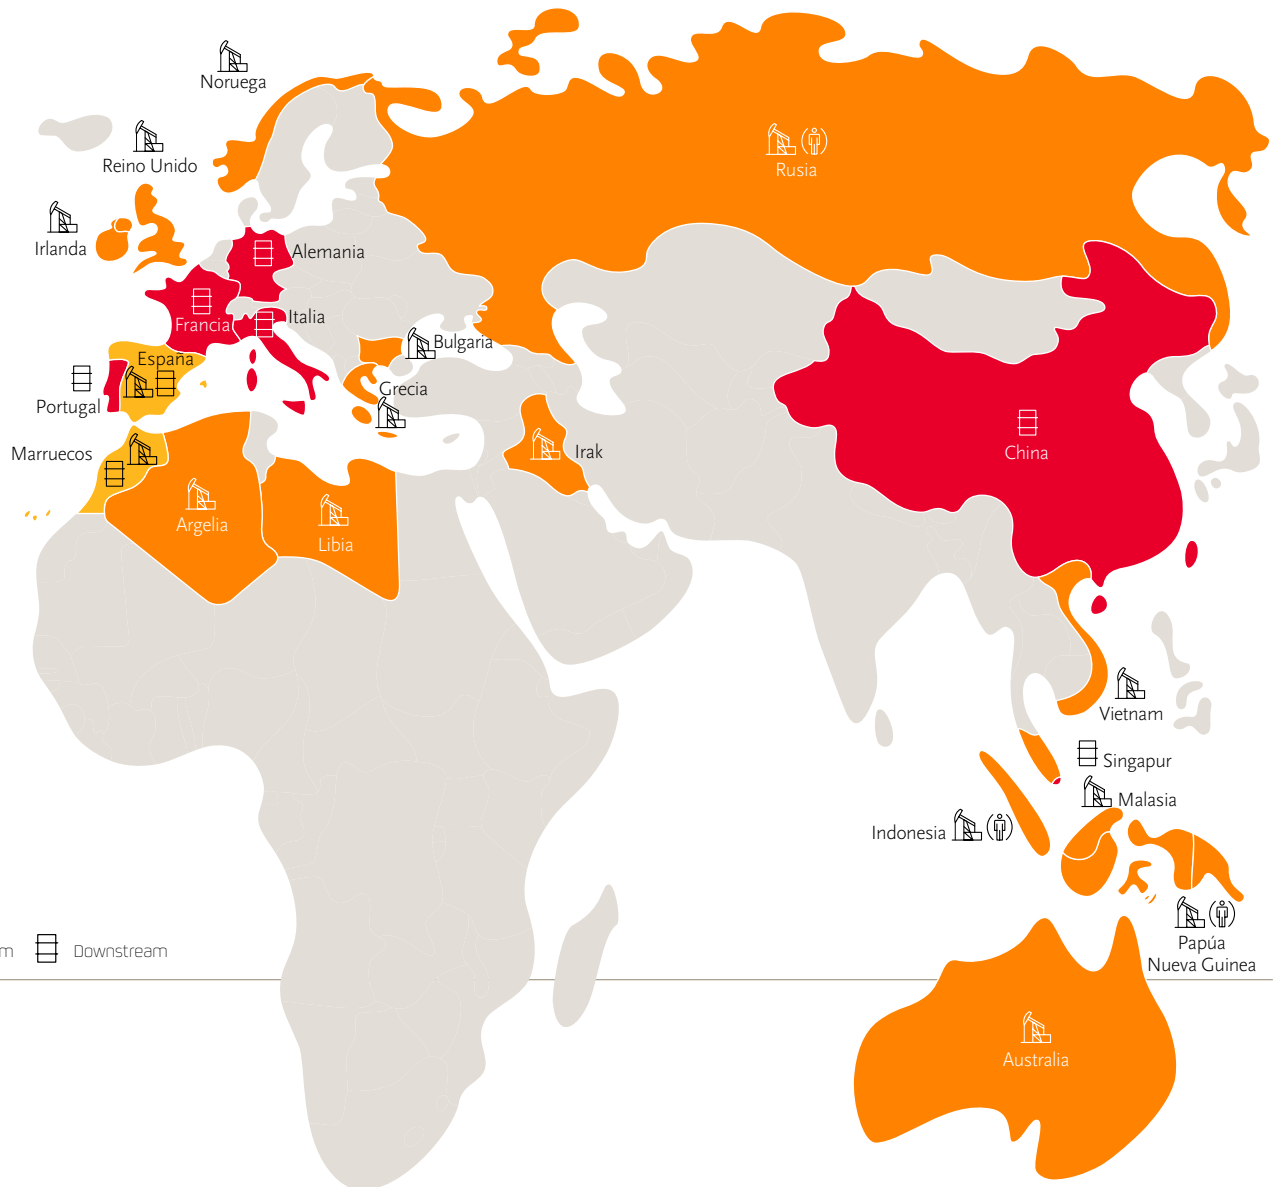 Noruega
Reino Unido
Irlanda
Rusia
Alemania
Francia
Italia
Bulgaria
España
Grecia
Portugal
Marruecos
Irak
China
Argelia
Libia
Vietnam
Singapur
Malasia
Indonesia
Papúa
Nueva Guinea
m Downstream
Australia